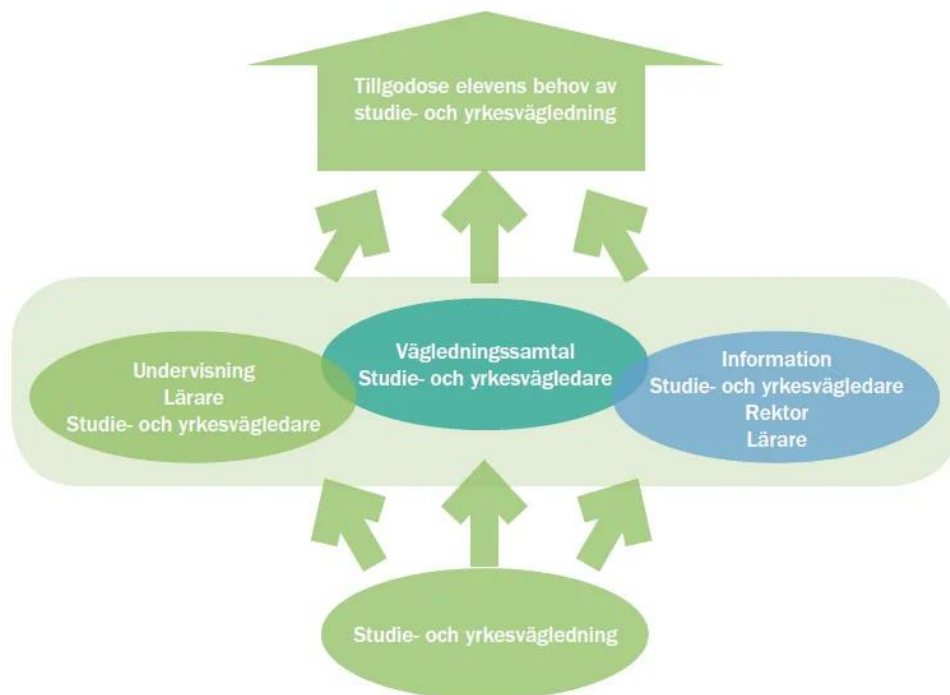 Tillgodose elevens behov av
studie- och yrkesvägledning
Undervisning
Lärare
Studie- och yrkesvägledare
Vägledningssamtal
Studie- och yrkesvägledare
Information
Studie- och yrkesvägledare
Rektor
Lärare
Studie- och yrkesvägledning